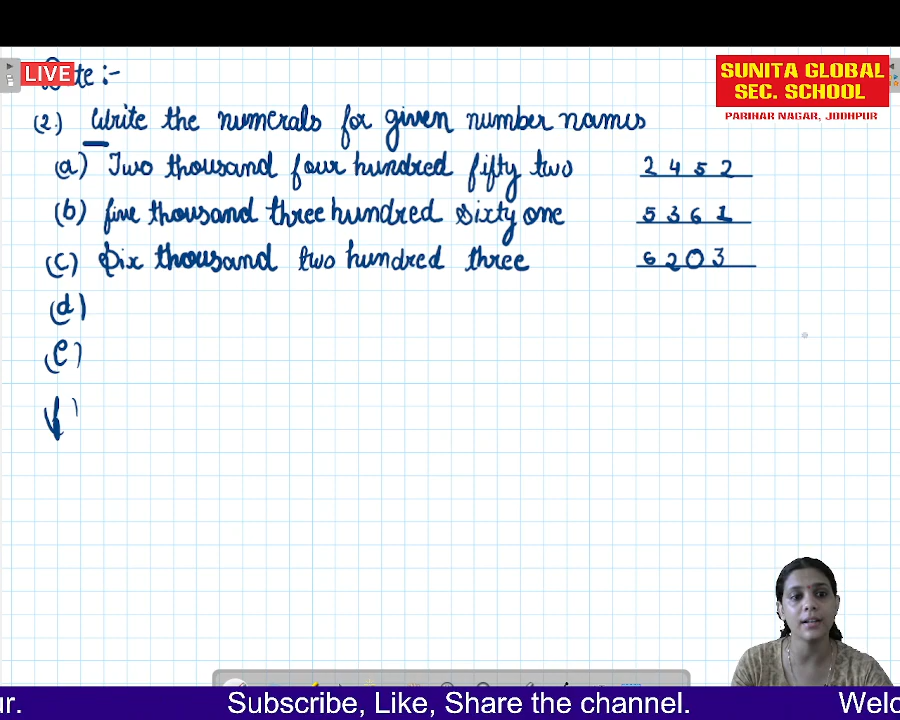 LIVE
SUNITA GLOBAL
SEC. SCHOOL
PARIHAR NAGAR, JODHPUR
(2.) Write the numerals for given number names
(a) Two thousand four hundred fifty two 2452
(b) five thousand three hundred sixty one 5361
(c) Six thousand two hundred three 6203
(d)
(e)
ur. Subscribe, Like, Share the channel. Welc